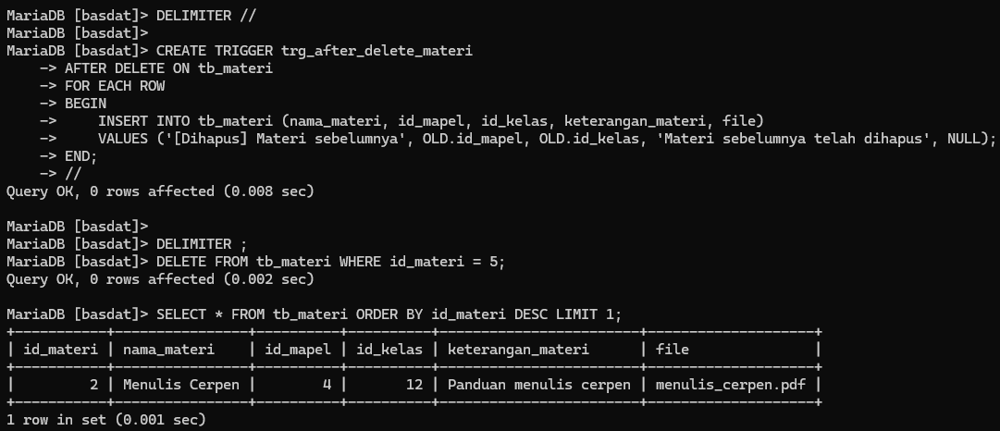 MariaDB [basdat]> DELIMITER //
MariaDB [basdat]>
MariaDB [basdat]> CREATE TRIGGER trg_after_delete_materi
    -> AFTER DELETE ON tb_materi
    -> FOR EACH ROW
    -> BEGIN
    ->     INSERT INTO tb_materi (nama_materi, id_mapel, id_kelas, keterangan_materi, file)
    ->     VALUES ('[Dihapus] Materi sebelumnya', OLD.id_mapel, OLD.id_kelas, 'Materi sebelumnya telah dihapus', NULL);
    -> END;
    -> //
Query OK, 0 rows affected (0.008 sec)

MariaDB [basdat]>
MariaDB [basdat]> DELIMITER ;
MariaDB [basdat]> DELETE FROM tb_materi WHERE id_materi = 5;
Query OK, 0 rows affected (0.002 sec)

MariaDB [basdat]> SELECT * FROM tb_materi ORDER BY id_materi DESC LIMIT 1;
+-----------+----------------+----------+----------+------------------------+--------------------+
| id_materi | nama_materi    | id_mapel | id_kelas | keterangan_materi      | file               |
+-----------+----------------+----------+----------+------------------------+--------------------+
|         2 | Menulis Cerpen |        4 |       12 | Panduan menulis cerpen | menulis_cerpen.pdf |
+-----------+----------------+----------+----------+------------------------+--------------------+
1 row in set (0.001 sec)